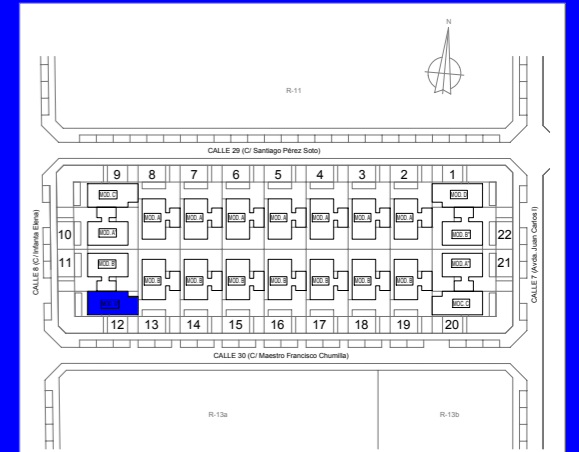 N
R-11
CALLE 29 (C/ Santiago Pérez Soto)
9 8 7 6 5 4 3 2 1
MOD. C' MOD. D
MOD. A MOD. A MOD. A MOD. A MOD. A MOD. A MOD. A
10 MOD. A' MOD. B'' 22
CALLE 8 (C/ Infanta Elena)
CALLE 7 (Avda. Juan Carlos I)
11 MOD. B' MOD. A'' 21
MOD. B MOD. B MOD. B MOD. B MOD. B MOD. B MOD. B
MOD. C
12 13 14 15 16 17 18 19 20
CALLE 30 (C/ Maestro Francisco Chumilla)
R-13a R-13b